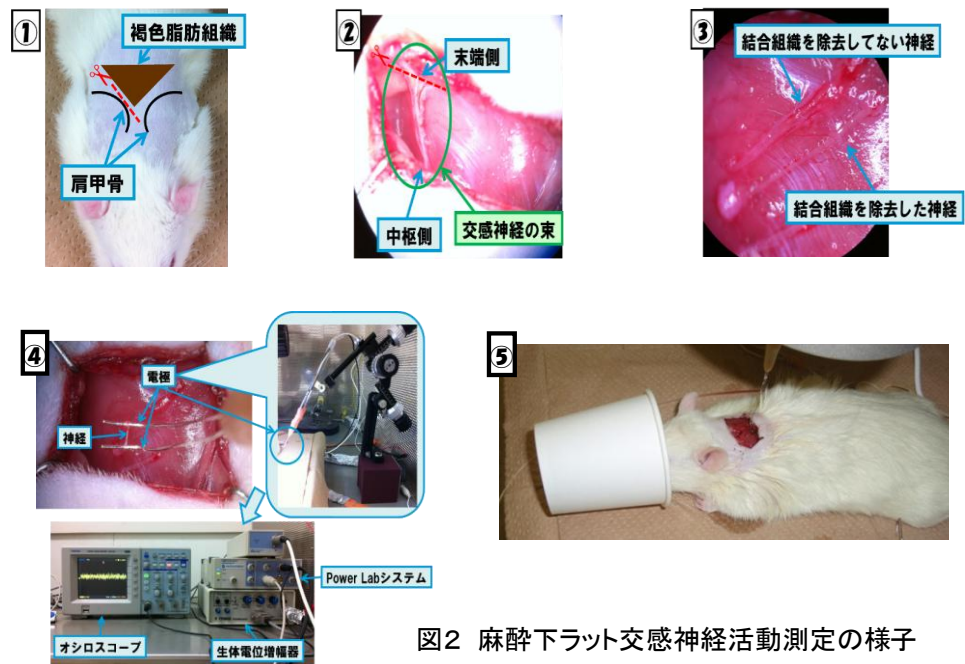 ①
褐色脂肪組織
肩甲骨
②
末端側
中枢側
交感神経の束
③
結合組織を除去してない神経
結合組織を除去した神経
④
電極
神経
Power Labシステム
オシロスコープ
生体電位増幅器
⑤
図2 麻酔下ラット交感神経活動測定の様子